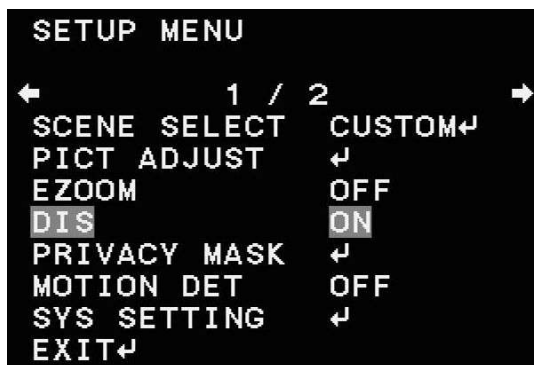 SETUP MENU
← 1 / 2 →
SCENE SELECT CUSTOM↵
PICT ADJUST ↵
EZOOM OFF
DIS ON
PRIVACY MASK ↵
MOTION DET OFF
SYS SETTING ↵
EXIT↵